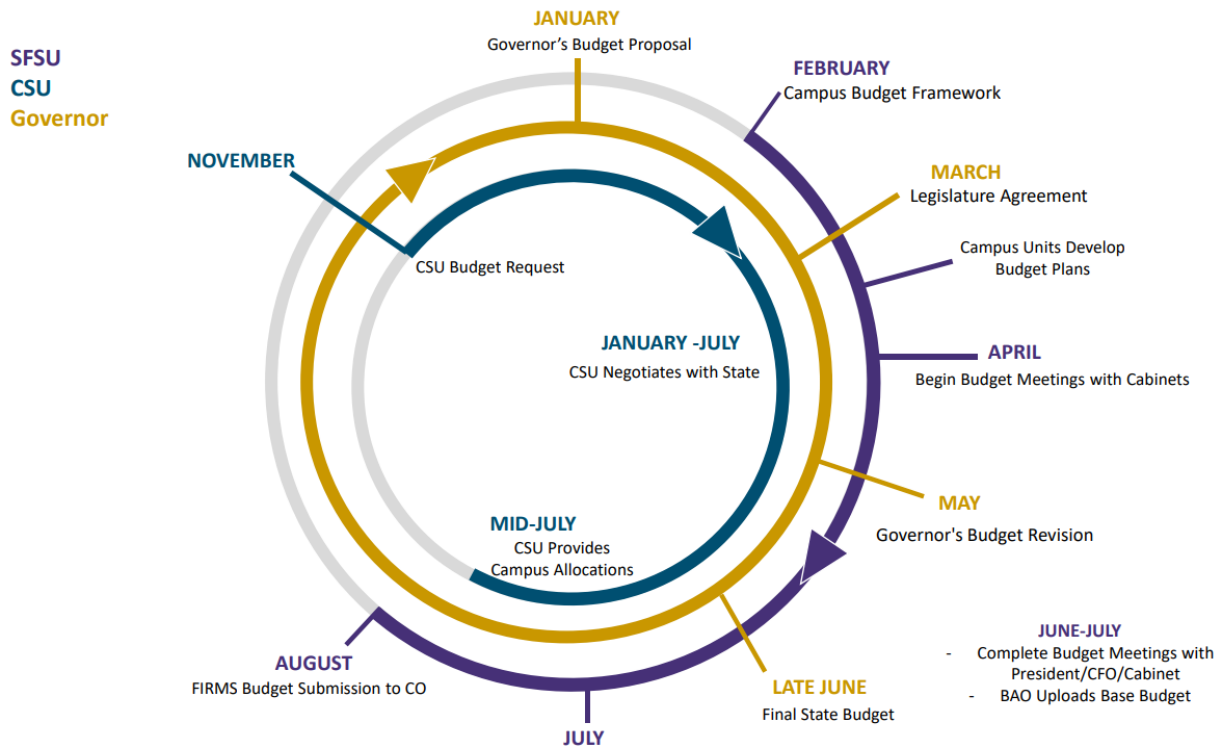 SFSU
CSU
Governor
JANUARY
Governor's Budget Proposal
FEBRUARY
Campus Budget Framework
NOVEMBER
CSU Budget Request
MARCH
Legislature Agreement
Campus Units Develop
Budget Plans
JANUARY -JULY
CSU Negotiates with State
APRIL
Begin Budget Meetings with Cabinets
MAY
Governor's Budget Revision
MID-JULY
CSU Provides
Campus Allocations
JUNE-JULY
- Complete Budget Meetings with
President/CFO/Cabinet
- BAO Uploads Base Budget
LATE JUNE
Final State Budget
AUGUST
FIRMS Budget Submission to CO
JULY